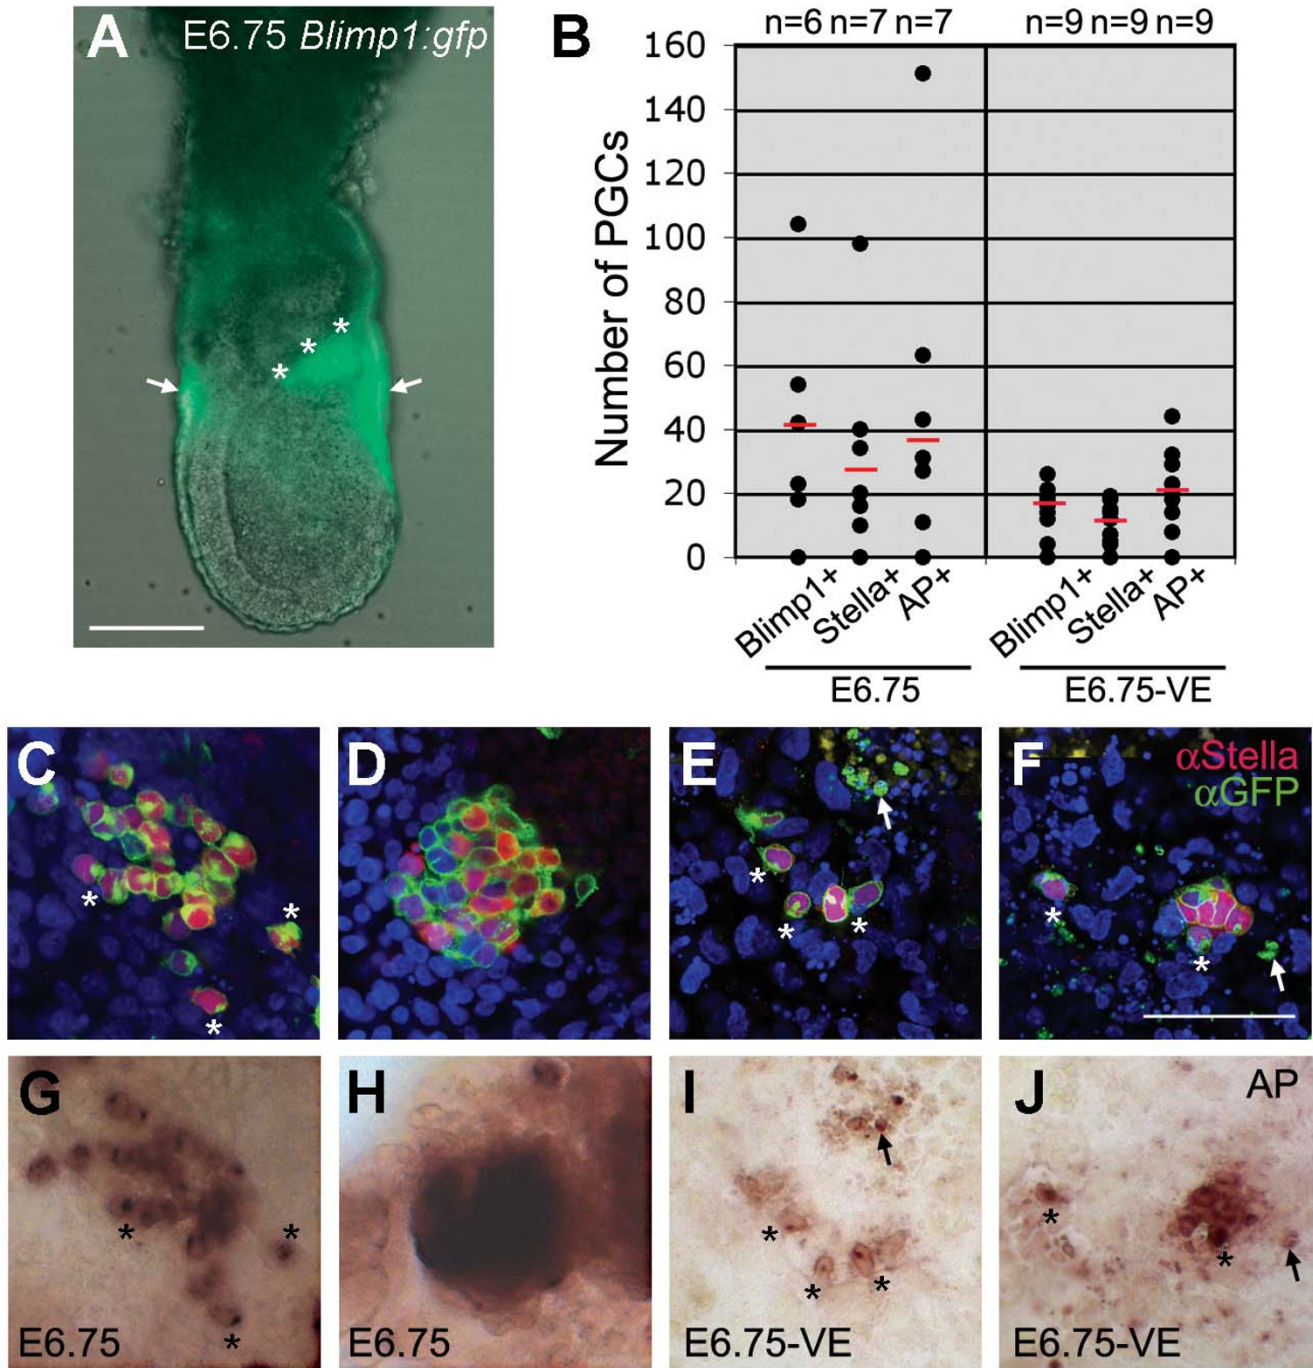 A
E6.75 Blimp1:gfp
*
*
*
B
n=6 n=7 n=7
n=9 n=9 n=9
Number of PGCs
160
140
120
100
80
60
40
20
0
Blimp1+
Stella+
AP+
Blimp1+
Stella+
AP+
E6.75
E6.75-VE
C
*
*
*
D
E
*
*
*
F
αStella
αGFP
*
*
G
*
*
*
E6.75
H
E6.75
I
*
*
*
E6.75-VE
J
AP
*
*
E6.75-VE